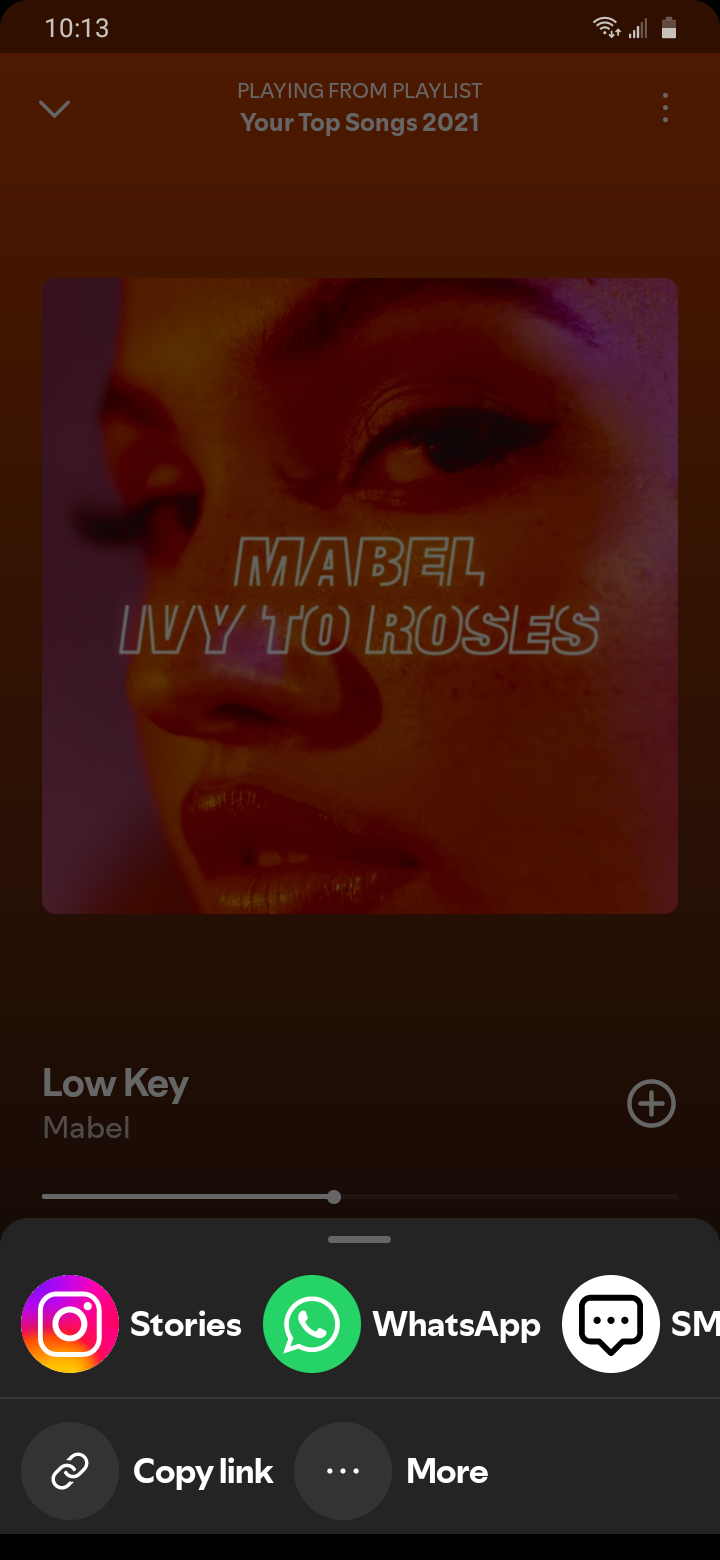 10:13
PLAYING FROM PLAYLIST
Your Top Songs 2021
MABEL
IVY TO ROSES
Low Key
Mabel
Stories
WhatsApp
SM
Copy link
More